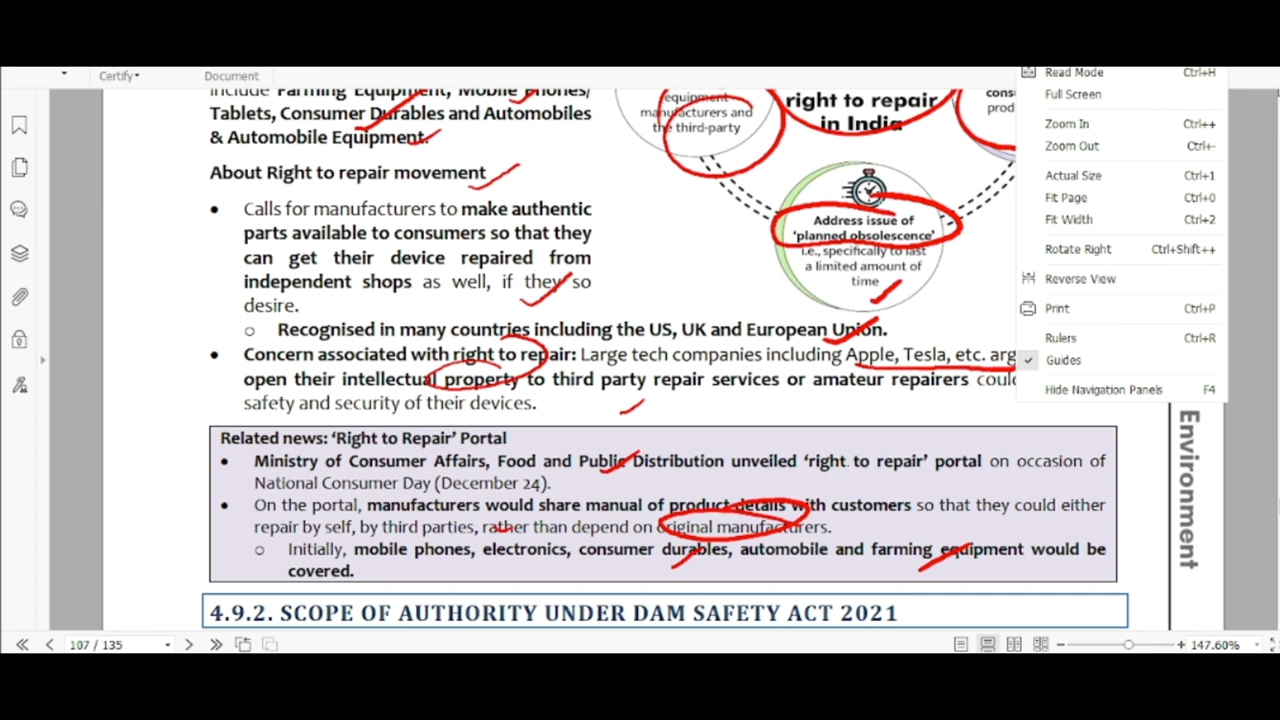 Certify
Document
include Farming Equipment, Mobile Phones/
Tablets, Consumer Durables and Automobiles
& Automobile Equipment.
About Right to repair movement
• Calls for manufacturers to make authentic
parts available to consumers so that they
can get their device repaired from
independent shops as well, if they so
desire.
o Recognised in many countries including the US, UK and European Union.
• Concern associated with right to repair: Large tech companies including Apple, Tesla, etc.
open their intellectual property to third party repair services or amateur repairers
safety and security of their devices.
equipment
manufacturers and
the third-party
right to repair
in India
Address issue of
'planned obsolescence'
i.e., specifically to last
a limited amount of
time
Read Mode Ctrl+H
Full Screen
Zoom In Ctrl++
Zoom Out Ctrl+-
Actual Size Ctrl+1
Fit Page Ctrl+0
Fit Width Ctrl+2
Rotate Right Ctrl+Shift++
Reverse View
Print Ctrl+P
Rulers Ctrl+R
Guides
Hide Navigation Panels F4
Related news: 'Right to Repair' Portal
• Ministry of Consumer Affairs, Food and Public Distribution unveiled 'right to repair' portal on occasion of
National Consumer Day (December 24).
• On the portal, manufacturers would share manual of product details with customers so that they could either
repair by self, by third parties, rather than depend on original manufacturers.
o Initially, mobile phones, electronics, consumer durables, automobile and farming equipment would be
covered.
4.9.2. SCOPE OF AUTHORITY UNDER DAM SAFETY ACT 2021
Environment
107 / 135
147.60%